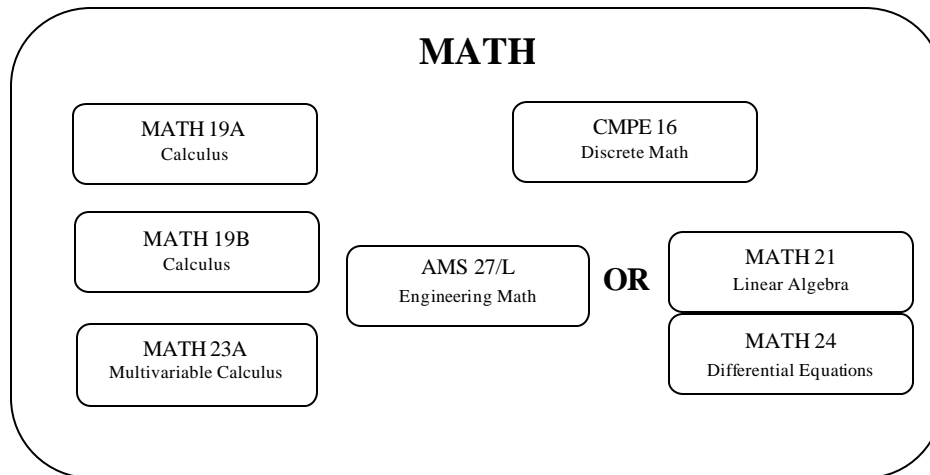 MATH
MATH 19A
Calculus
CMPE 16
Discrete Math
MATH 19B
Calculus
AMS 27/L
Engineering Math
OR
MATH 21
Linear Algebra
MATH 23A
Multivariable Calculus
MATH 24
Differential Equations